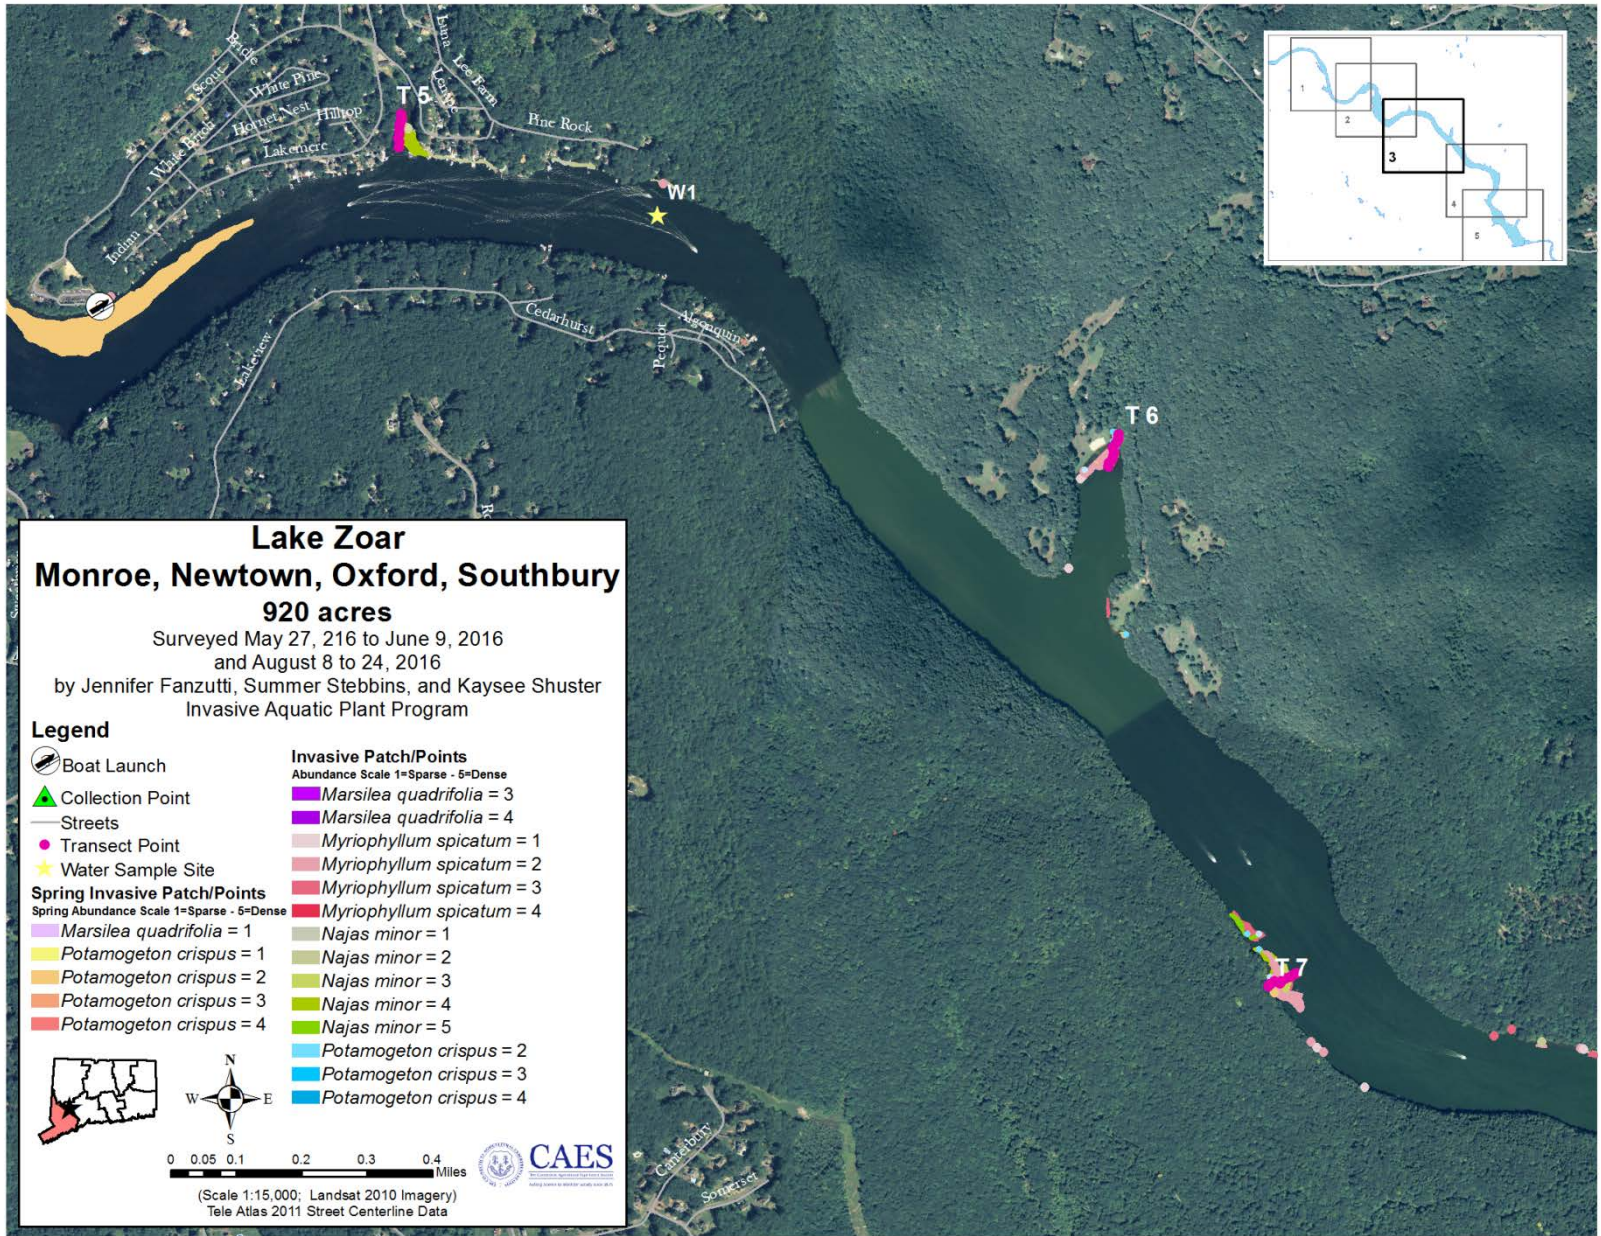 Bridge
Scout
White Pine
Hornet Nest
Hilltop
White Birch
Lakemere
Indian
Luna
Lee Farm
Lenape
Pine Rock
T 5
W1
Lakeview
Cedarhurst
Algonquin
Pequot
T 6
T 7
Canterbury
Somerset
1
2
3
4
5
Lake Zoar
Monroe, Newtown, Oxford, Southbury
920 acres
Surveyed May 27, 216 to June 9, 2016
and August 8 to 24, 2016
by Jennifer Fanzutti, Summer Stebbins, and Kaysee Shuster
Invasive Aquatic Plant Program
Legend
Boat Launch
Collection Point
Streets
Transect Point
Water Sample Site
Spring Invasive Patch/Points
Spring Abundance Scale 1=Sparse - 5=Dense
Marsilea quadrifolia = 1
Potamogeton crispus = 1
Potamogeton crispus = 2
Potamogeton crispus = 3
Potamogeton crispus = 4
Invasive Patch/Points
Abundance Scale 1=Sparse - 5=Dense
Marsilea quadrifolia = 3
Marsilea quadrifolia = 4
Myriophyllum spicatum = 1
Myriophyllum spicatum = 2
Myriophyllum spicatum = 3
Myriophyllum spicatum = 4
Najas minor = 1
Najas minor = 2
Najas minor = 3
Najas minor = 4
Najas minor = 5
Potamogeton crispus = 2
Potamogeton crispus = 3
Potamogeton crispus = 4
N
W E
S
0 0.05 0.1 0.2 0.3 0.4
Miles
CAES
(Scale 1:15,000; Landsat 2010 Imagery)
Tele Atlas 2011 Street Centerline Data